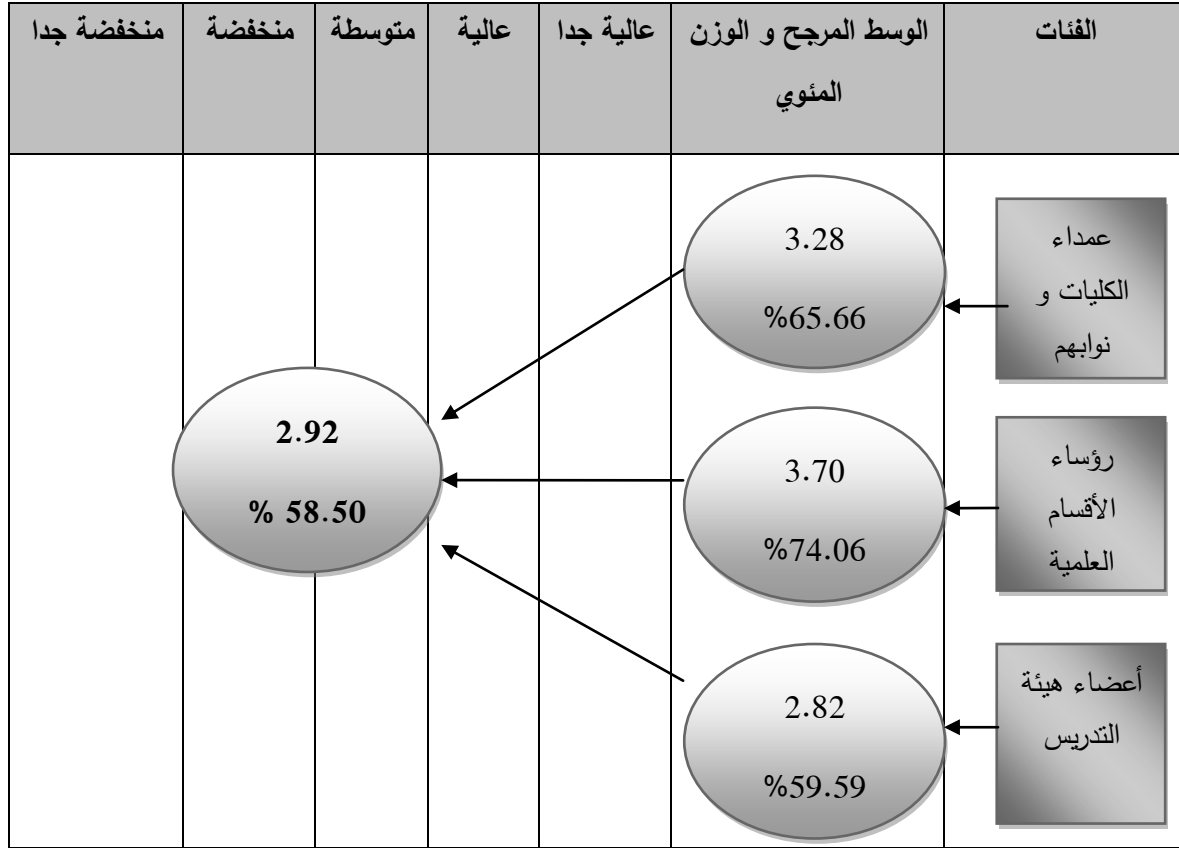 الفئات
الوسط المرجح و الوزن
المئوي
عالية جدا
عالية
متوسطة
منخفضة
منخفضة جدا
عمداء
الكليات و
نوابهم
3.28
%65.66
رؤساء
الأقسام
العلمية
3.70
%74.06
2.92
% 58.50
أعضاء هيئة
التدريس
2.82
%59.59